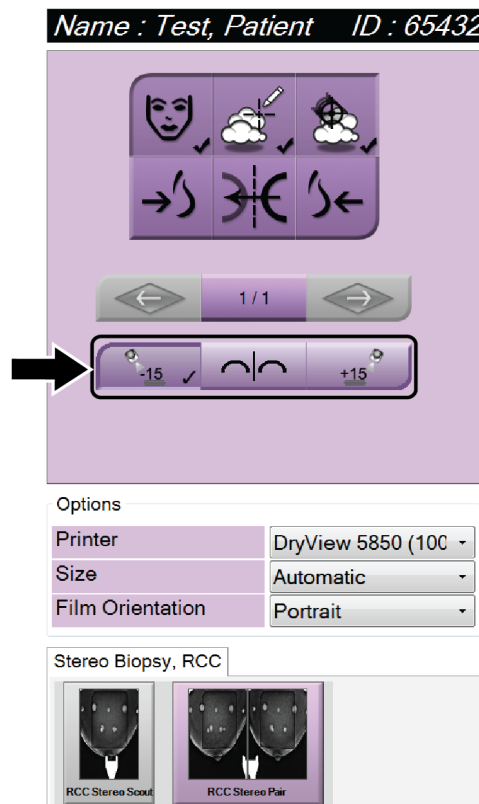 Name : Test, Patient ID : 65432
1 / 1
-15 +15
Options
Printer DryView 5850 (100
Size Automatic
Film Orientation Portrait
Stereo Biopsy, RCC
RCC Stereo Scout RCC Stereo Pair